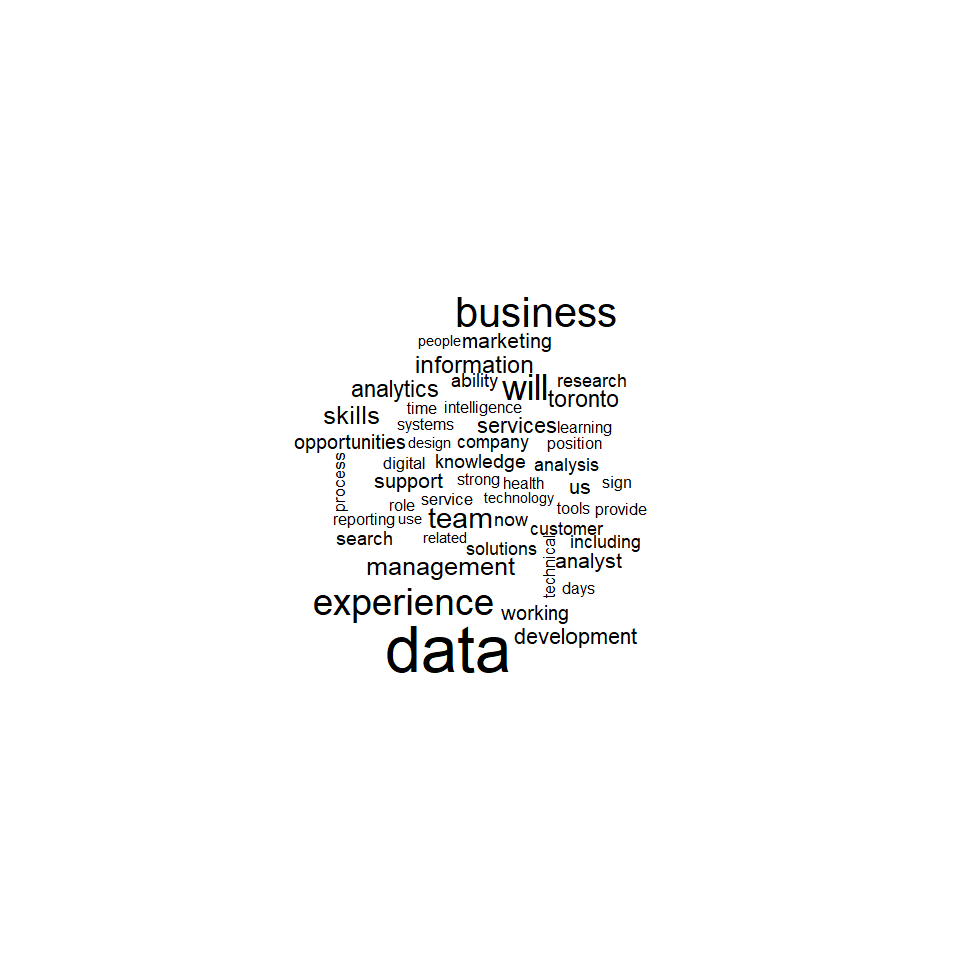 business
people marketing
information
analytics ability will research
toronto
skills time intelligence
systems services learning
opportunities design company position
process digital knowledge analysis
support strong health us sign
role service technology tools provide
reporting use team now customer
search related solutions technical including
management analyst
days
experience working
data development